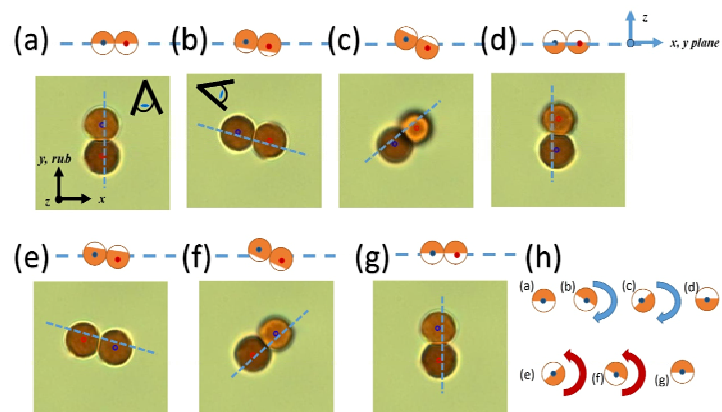 (a) (b) (c) (d) z
x, y plane
y, rub
z x
(e) (f) (g) (h)
(a) (b) (c) (d)
(e) (f) (g)